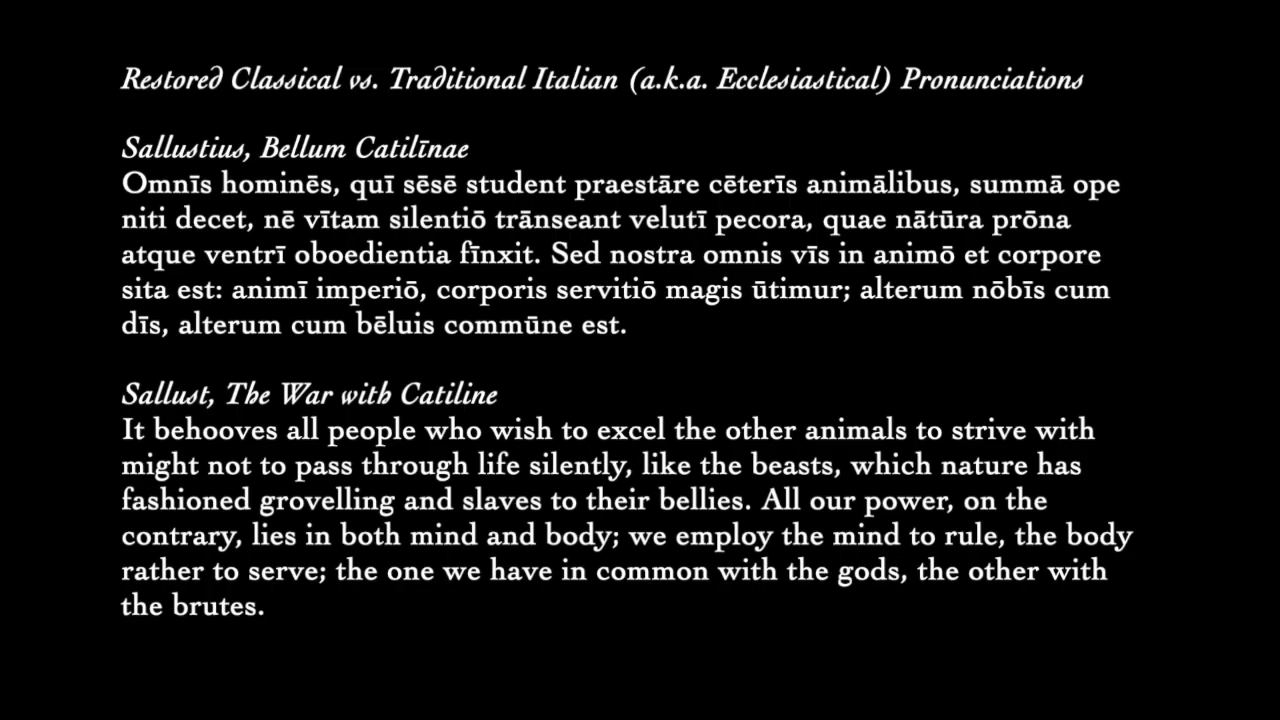 Restored Classical vs. Traditional Italian (a.k.a. Ecclesiastical) Pronunciations
Sallustius, Bellum Catilīnae
Omnīs hominēs, quī sēsē student praestāre cēterīs animālibus, summā ope
niti decet, nē vītam silentiō trānseant velutī pecora, quae nātūra prōna
atque ventrī oboedientia fīnxit. Sed nostra omnis vīs in animō et corpore
sita est: animī imperiō, corporis servitiō magis ūtimur; alterum nōbīs cum
dīs, alterum cum bēluis commūne est.
Sallust, The War with Catiline
It behooves all people who wish to excel the other animals to strive with
might not to pass through life silently, like the beasts, which nature has
fashioned grovelling and slaves to their bellies. All our power, on the
contrary, lies in both mind and body; we employ the mind to rule, the body
rather to serve; the one we have in common with the gods, the other with
the brutes.